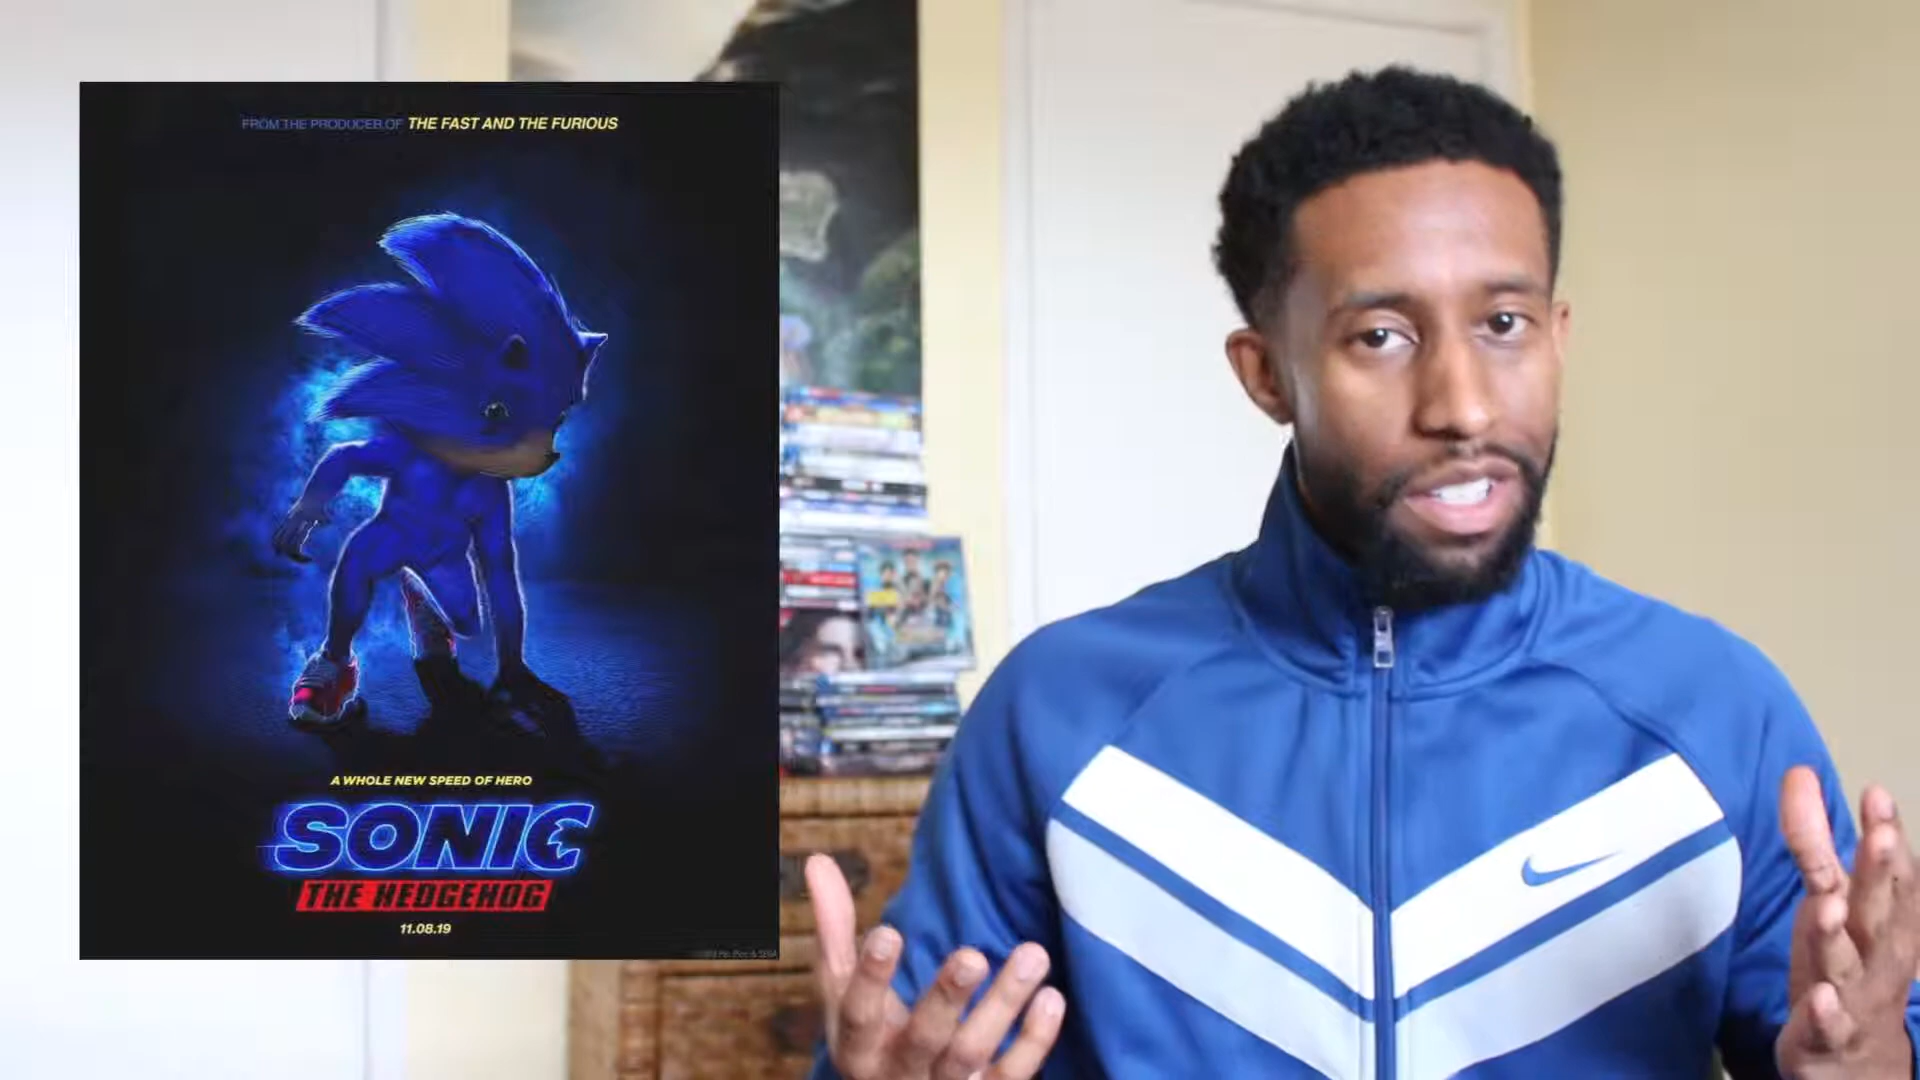 FROM THE PRODUCER OF THE FAST AND THE FURIOUS
A WHOLE NEW SPEED OF HERO
SONIC
THE HEDGEHOG
11.08.19